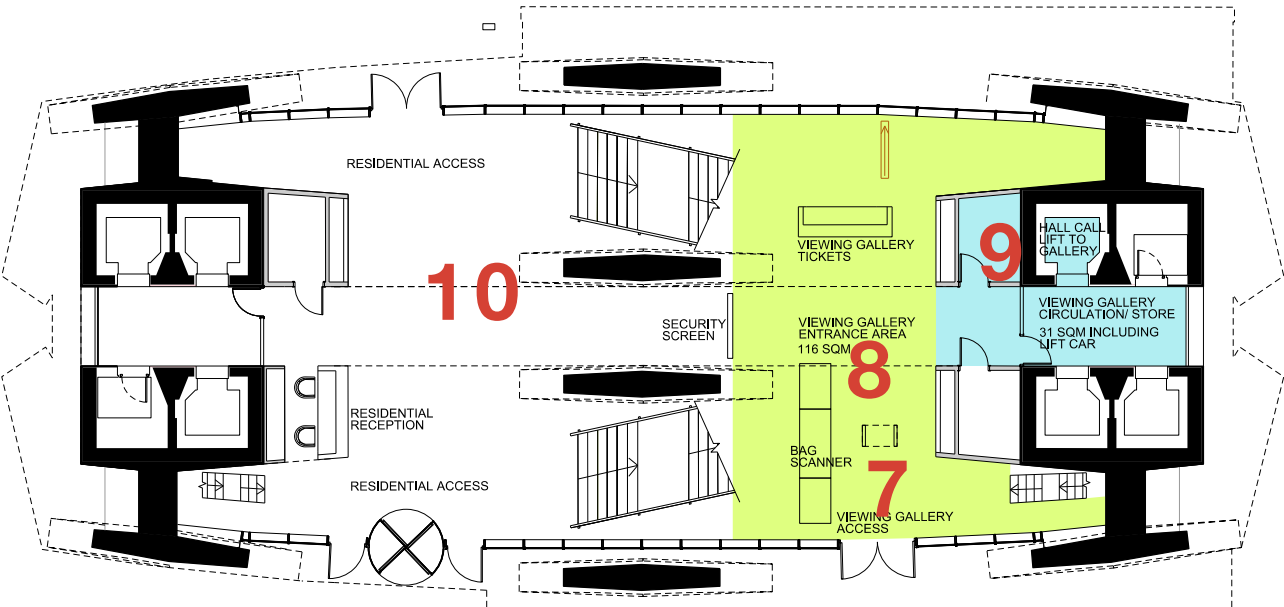 RESIDENTIAL ACCESS
10
SECURITY
SCREEN
RESIDENTIAL
RECEPTION
RESIDENTIAL ACCESS
VIEWING GALLERY
TICKETS
VIEWING GALLERY
ENTRANCE AREA
116 SQM
8
BAG
SCANNER
7
VIEWING GALLERY
ACCESS
9
HALL CALL
LIFT TO
GALLERY
VIEWING GALLERY
CIRCULATION/ STORE
31 SQM INCLUDING
LIFT CAR